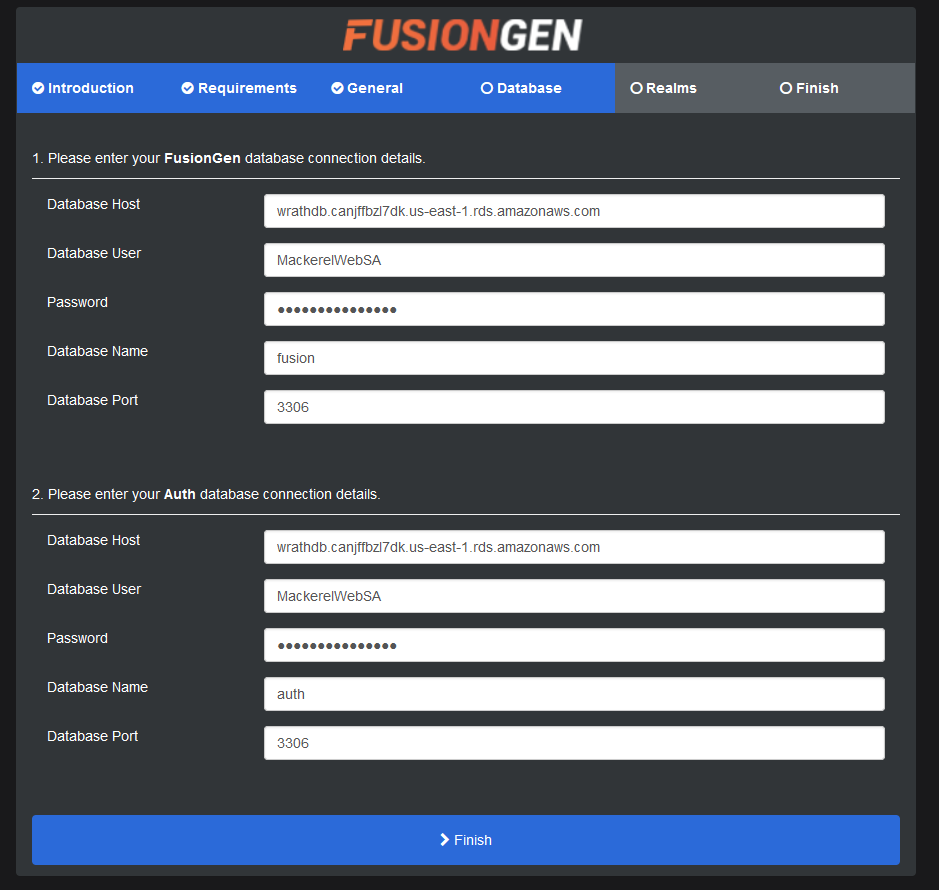 FUSIONGEN
Introduction Requirements General Database Realms Finish
1. Please enter your FusionGen database connection details.
Database Host wrathdb.canjffbzl7dk.us-east-1.rds.amazonaws.com
Database User MackerelWebSA
Password •••••••••••••••
Database Name fusion
Database Port 3306
2. Please enter your Auth database connection details.
Database Host wrathdb.canjffbzl7dk.us-east-1.rds.amazonaws.com
Database User MackerelWebSA
Password •••••••••••••••
Database Name auth
Database Port 3306
Finish